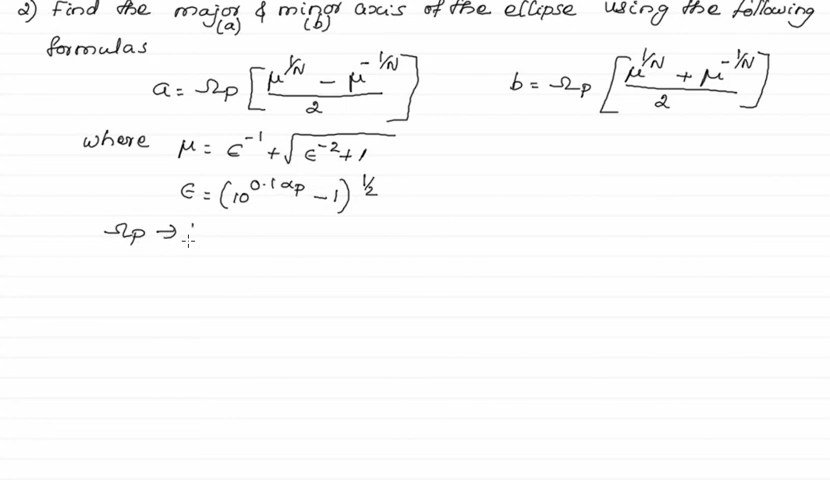 2) Find the major & minor axis of the ellipse using the following
(a) (b)
formulas
a = Ωp [ (μ^(1/N) − μ^(−1/N)) / 2 ] b = Ωp [ (μ^(1/N) + μ^(−1/N)) / 2 ]
where μ = ϵ^(−1) + √(ϵ^(−2) + 1)
ϵ = (10^(0.1αp) − 1)^(1/2)
Ωp →